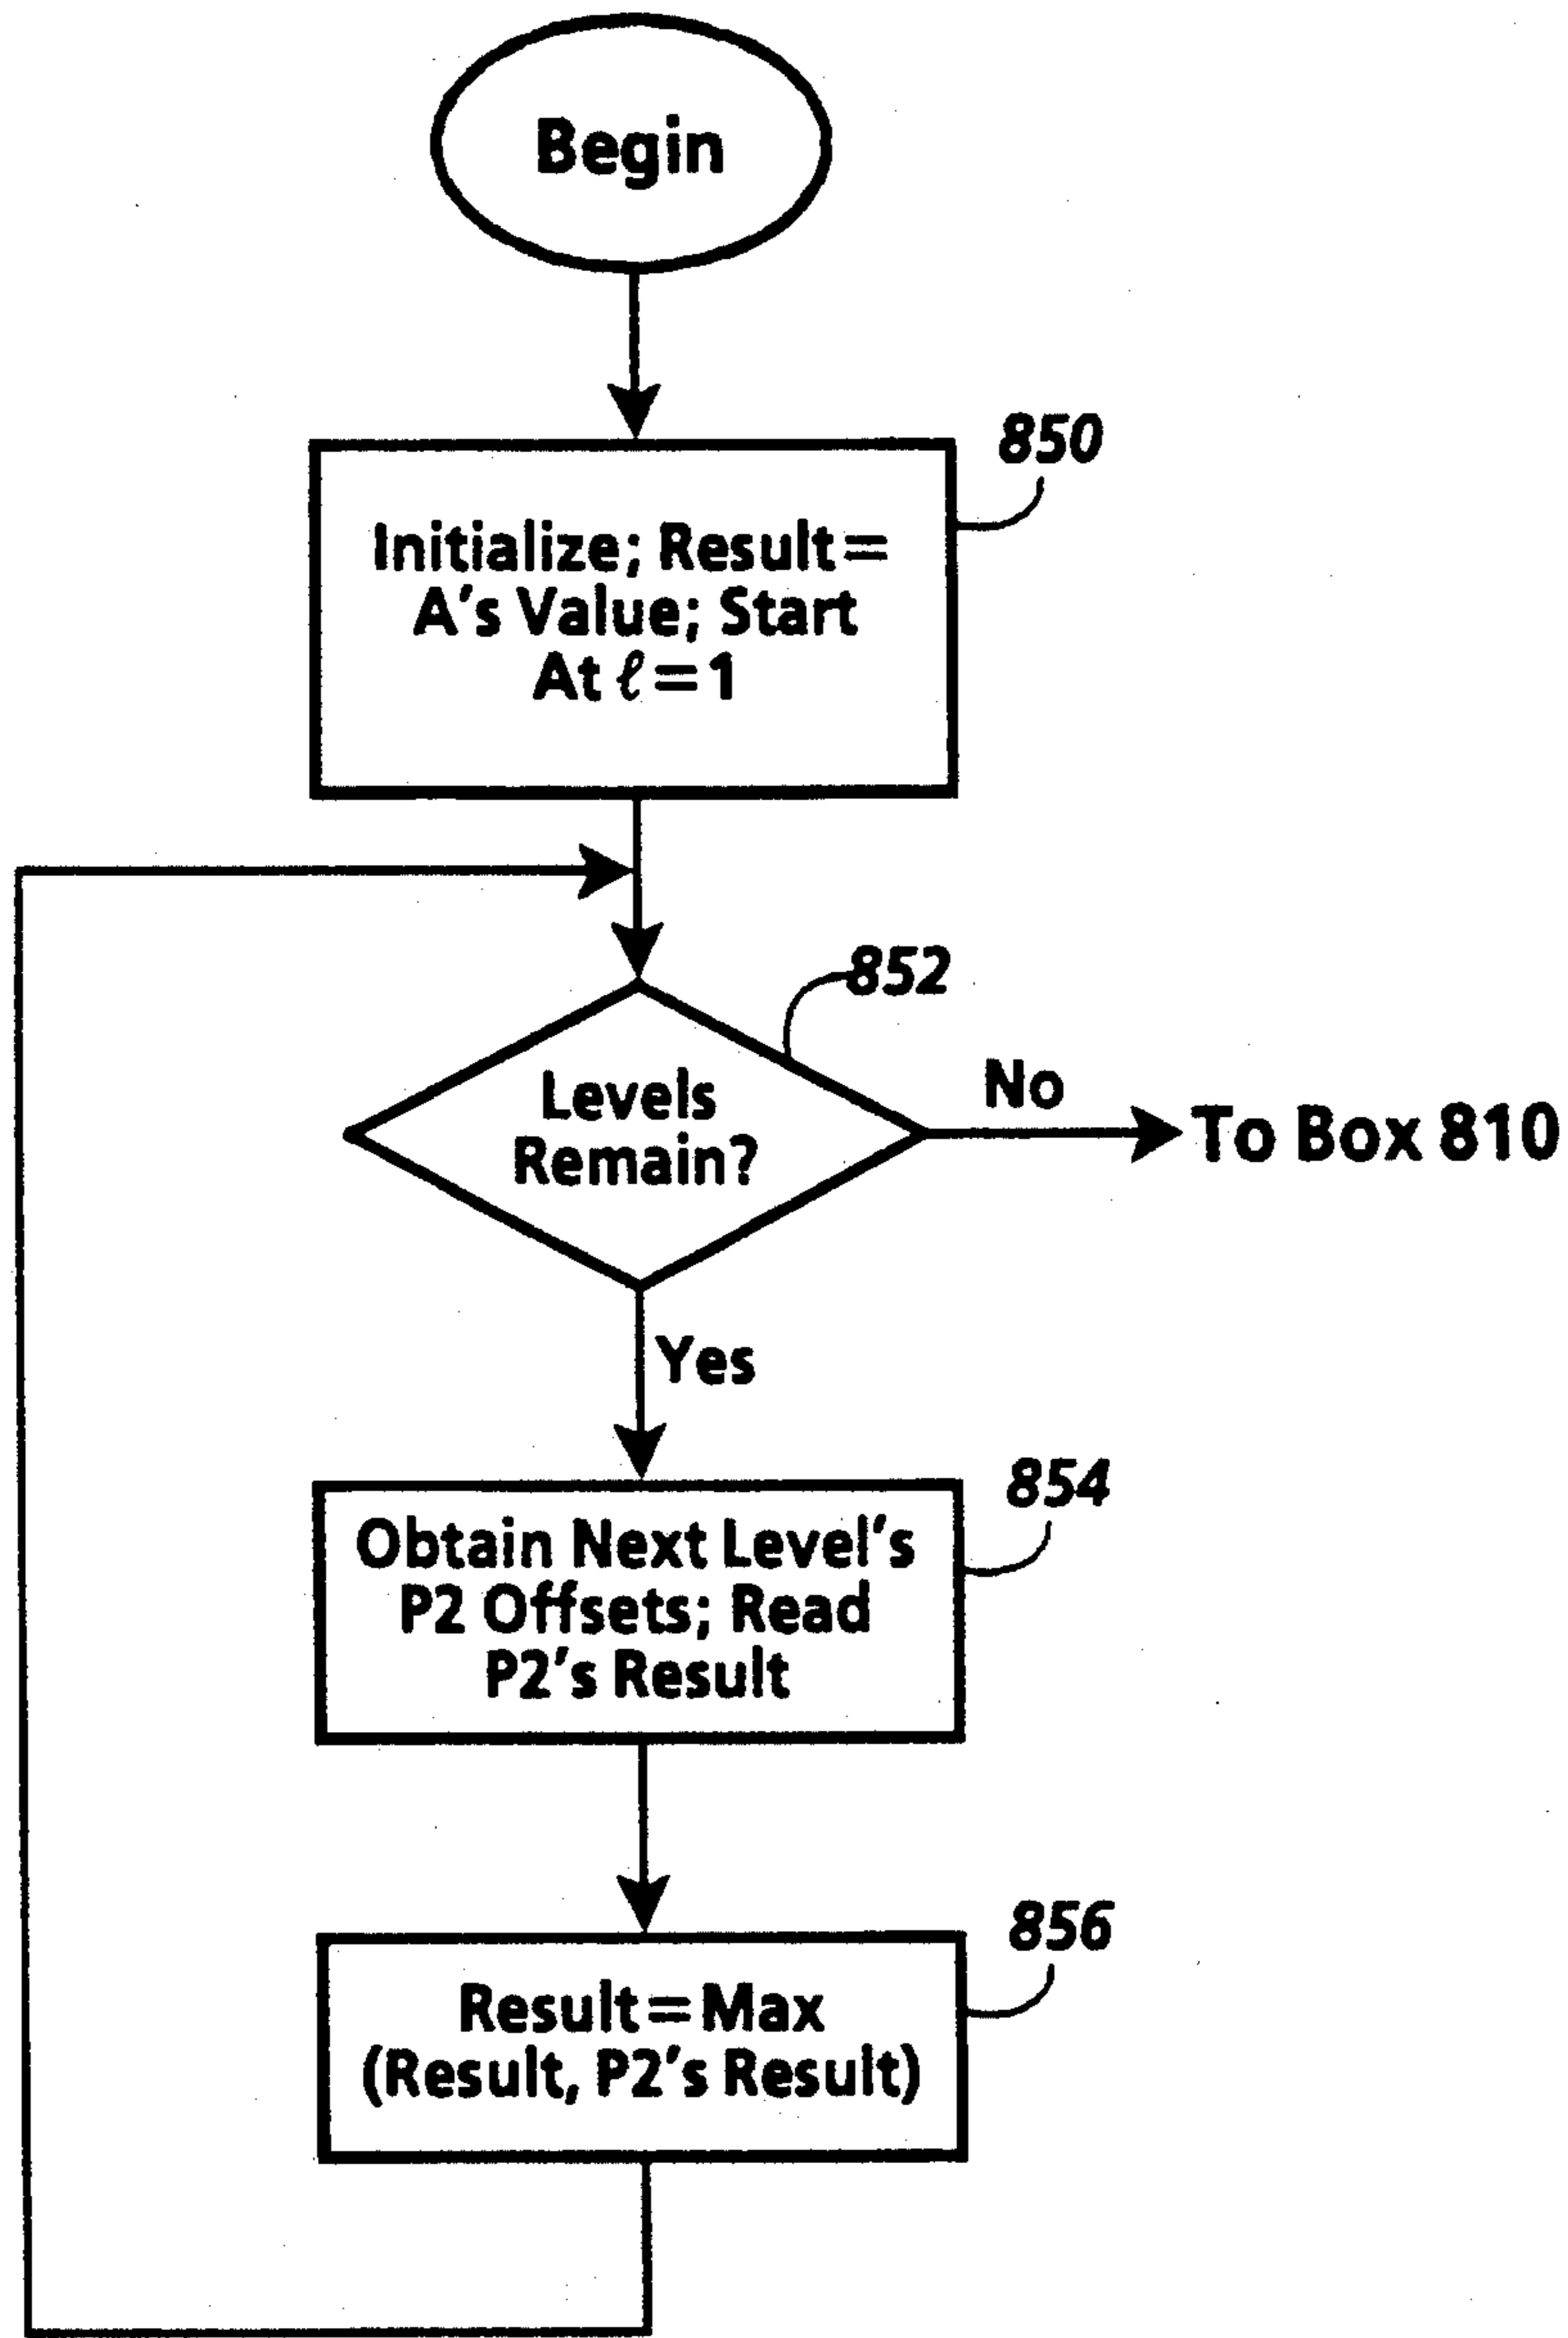 Begin
850
Initialize; Result=
A's Value; Start
At ℓ=1
852
Levels
Remain?
No
To Box 810
Yes
854
Obtain Next Level's
P2 Offsets; Read
P2's Result
856
Result=Max
(Result, P2's Result)